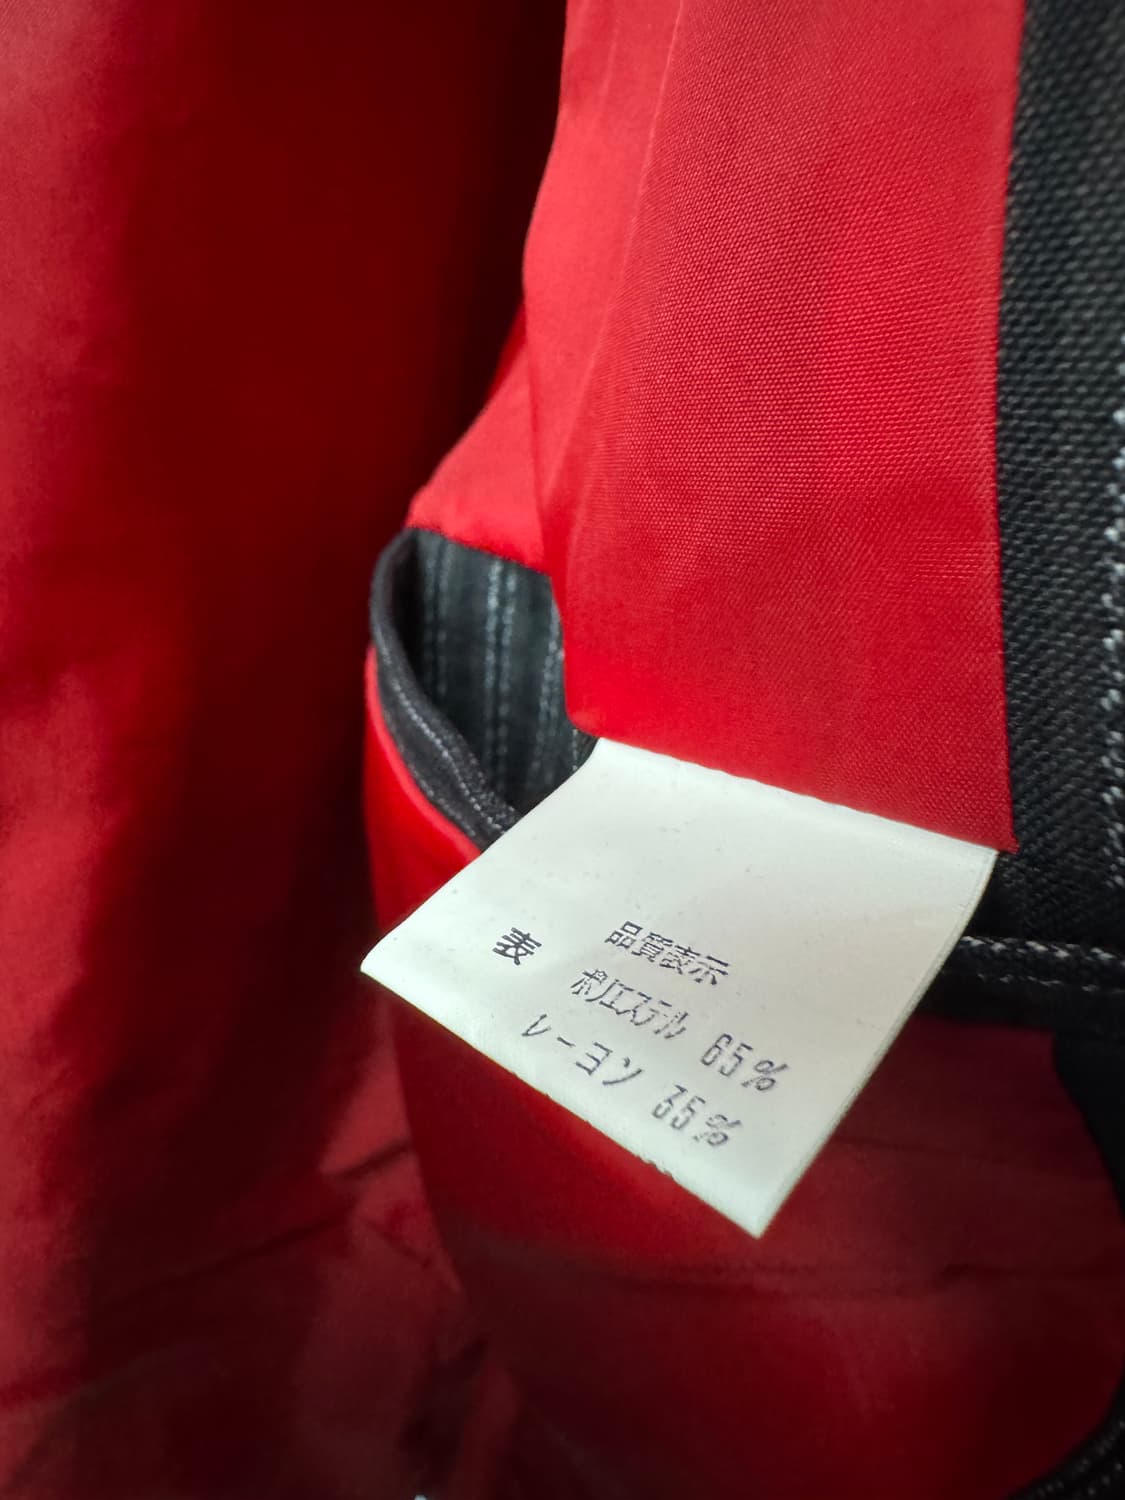 品質表示
表 ポリエステル 65%
レーヨン 35%